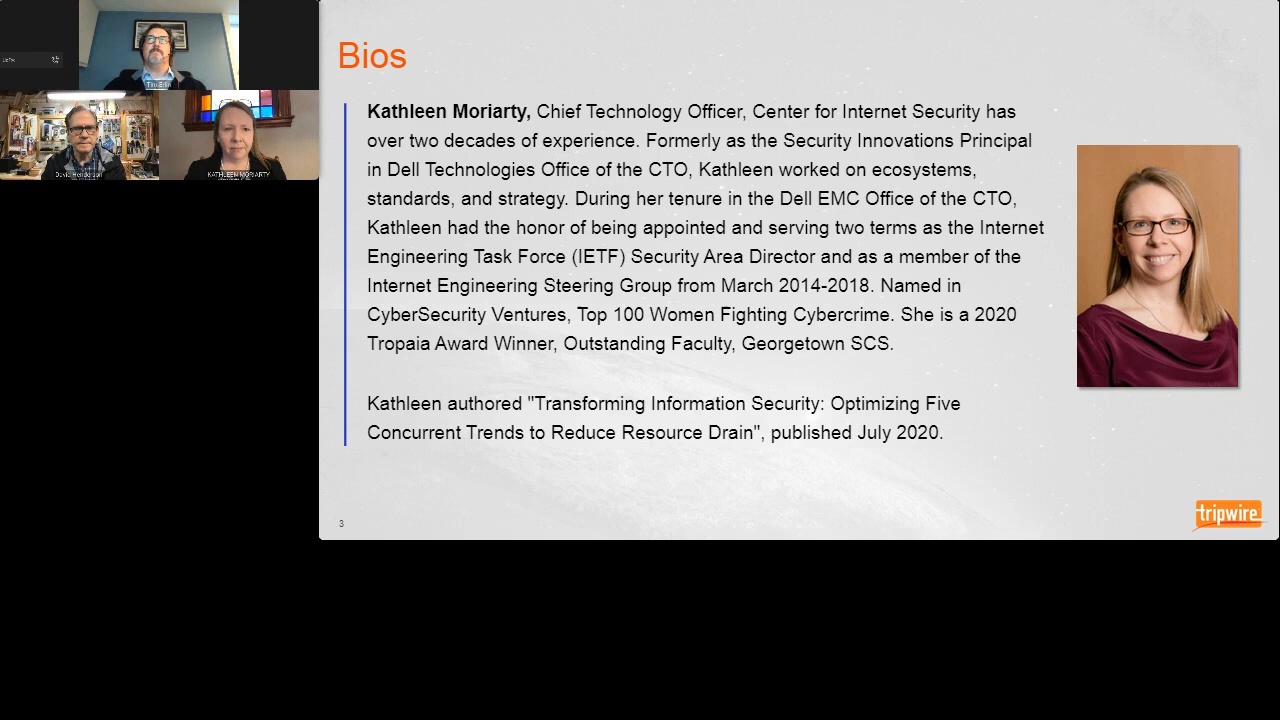 Tim Erlin
David Henderson
KATHLEEN MORIARTY
Bios
Kathleen Moriarty, Chief Technology Officer, Center for Internet Security has
over two decades of experience. Formerly as the Security Innovations Principal
in Dell Technologies Office of the CTO, Kathleen worked on ecosystems,
standards, and strategy. During her tenure in the Dell EMC Office of the CTO,
Kathleen had the honor of being appointed and serving two terms as the Internet
Engineering Task Force (IETF) Security Area Director and as a member of the
Internet Engineering Steering Group from March 2014-2018. Named in
CyberSecurity Ventures, Top 100 Women Fighting Cybercrime. She is a 2020
Tropaia Award Winner, Outstanding Faculty, Georgetown SCS.
Kathleen authored "Transforming Information Security: Optimizing Five
Concurrent Trends to Reduce Resource Drain", published July 2020.
3
tripwire